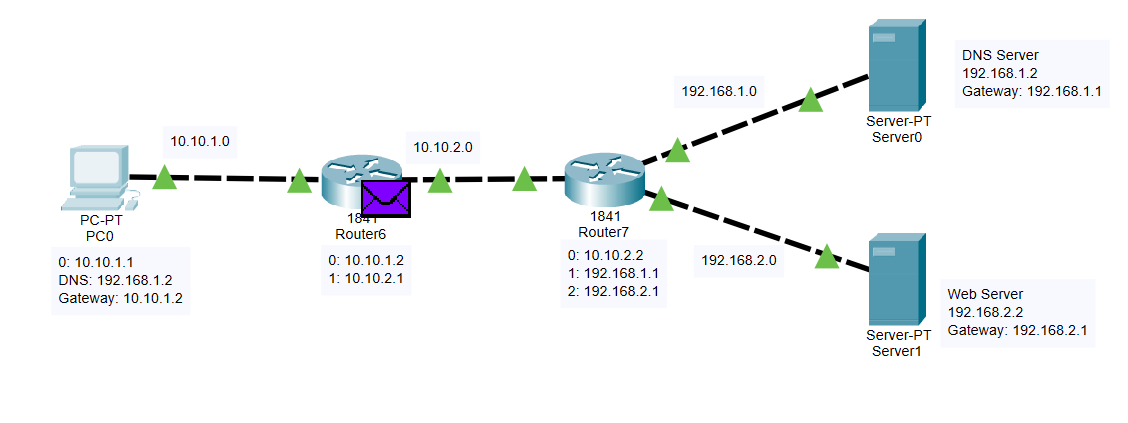 10.10.1.0
10.10.2.0
192.168.1.0
192.168.2.0
PC-PT
PC0
0: 10.10.1.1
DNS: 192.168.1.2
Gateway: 10.10.1.2
1841
Router6
0: 10.10.1.2
1: 10.10.2.1
1841
Router7
0: 10.10.2.2
1: 192.168.1.1
2: 192.168.2.1
Server-PT
Server0
DNS Server
192.168.1.2
Gateway: 192.168.1.1
Server-PT
Server1
Web Server
192.168.2.2
Gateway: 192.168.2.1